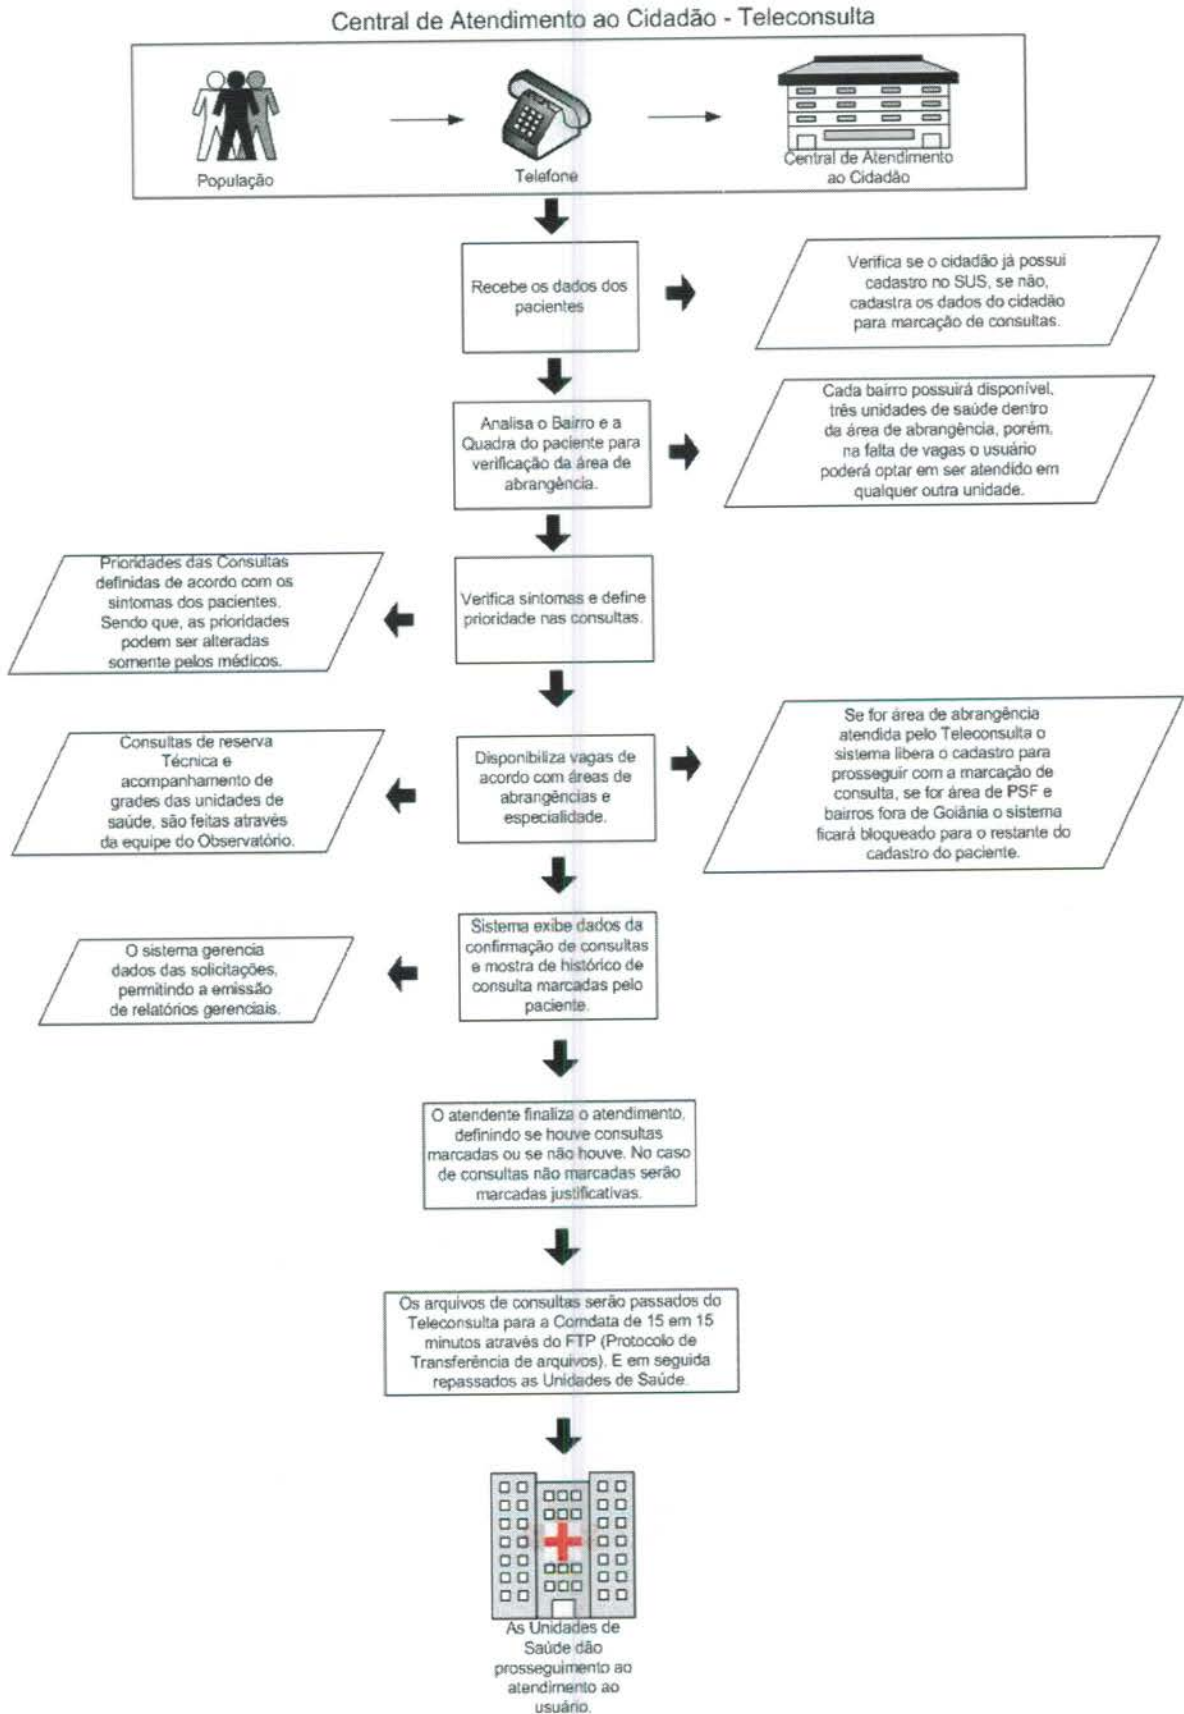 Central de Atendimento ao Cidadão - Teleconsulta
População
Telefone
Central de Atendimento
ao Cidadão
Recebe os dados dos
pacientes
Verifica se o cidadão já possui
cadastro no SUS, se não,
cadastra os dados do cidadão
para marcação de consultas.
Analisa o Bairro e a
Quadra do paciente para
verificação da área de
abrangência.
Cada bairro possuirá disponível,
três unidades de saúde dentro
da área de abrangência, porém,
na falta de vagas o usuário
poderá optar em ser atendido em
qualquer outra unidade.
Prioridades das Consultas
definidas de acordo com os
sintomas dos pacientes.
Sendo que, as prioridades
podem ser alteradas
somente pelos médicos.
Verifica sintomas e define
prioridade nas consultas.
Consultas de reserva
Técnica e
acompanhamento de
grades das unidades de
saúde, são feitas através
da equipe do Observatório.
Disponibiliza vagas de
acordo com áreas de
abrangências e
especialidade.
Se for área de abrangência
atendida pelo Teleconsulta o
sistema libera o cadastro para
prosseguir com a marcação de
consulta, se for área de PSF e
bairros fora de Goiânia o sistema
ficará bloqueado para o restante do
cadastro do paciente.
O sistema gerencia
dados das solicitações,
permitindo a emissão
de relatórios gerenciais.
Sistema exibe dados da
confirmação de consultas
e mostra de histórico de
consulta marcadas pelo
paciente.
O atendente finaliza o atendimento,
definindo se houve consultas
marcadas ou se não houve. No caso
de consultas não marcadas serão
marcadas justificativas.
Os arquivos de consultas serão passados do
Teleconsulta para a Comdata de 15 em 15
minutos através do FTP (Protocolo de
Transferência de arquivos). E em seguida
repassados as Unidades de Saúde.
As Unidades de
Saúde dão
prosseguimento ao
atendimento ao
usuário.